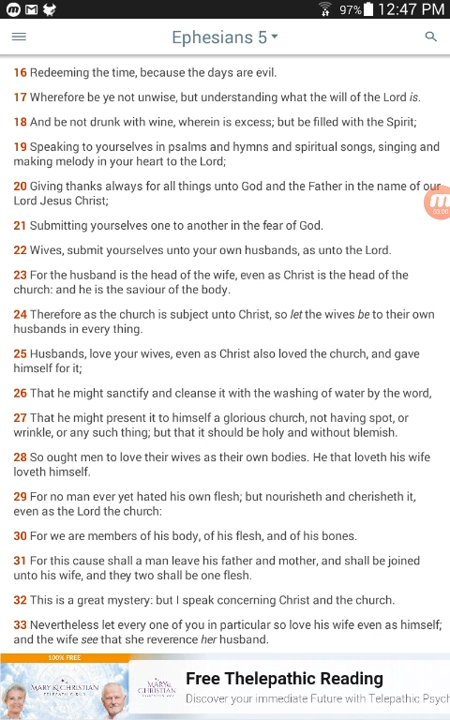 97% 12:47 PM
Ephesians 5
16 Redeeming the time, because the days are evil.
17 Wherefore be ye not unwise, but understanding what the will of the Lord is.
18 And be not drunk with wine, wherein is excess; but be filled with the Spirit;
19 Speaking to yourselves in psalms and hymns and spiritual songs, singing and
making melody in your heart to the Lord;
20 Giving thanks always for all things unto God and the Father in the name of our
Lord Jesus Christ;
21 Submitting yourselves one to another in the fear of God.
22 Wives, submit yourselves unto your own husbands, as unto the Lord.
23 For the husband is the head of the wife, even as Christ is the head of the
church: and he is the saviour of the body.
24 Therefore as the church is subject unto Christ, so let the wives be to their own
husbands in every thing.
25 Husbands, love your wives, even as Christ also loved the church, and gave
himself for it;
26 That he might sanctify and cleanse it with the washing of water by the word,
27 That he might present it to himself a glorious church, not having spot, or
wrinkle, or any such thing; but that it should be holy and without blemish.
28 So ought men to love their wives as their own bodies. He that loveth his wife
loveth himself.
29 For no man ever yet hated his own flesh; but nourisheth and cherisheth it,
even as the Lord the church:
30 For we are members of his body, of his flesh, and of his bones.
31 For this cause shall a man leave his father and mother, and shall be joined
unto his wife, and they two shall be one flesh.
32 This is a great mystery: but I speak concerning Christ and the church.
33 Nevertheless let every one of you in particular so love his wife even as himself;
and the wife see that she reverence her husband.
100% FREE
MARY & CHRISTIAN
MARY& CHRISTIAN
Free Thelepathic Reading
Discover your immediate Future with Telepathic Psych